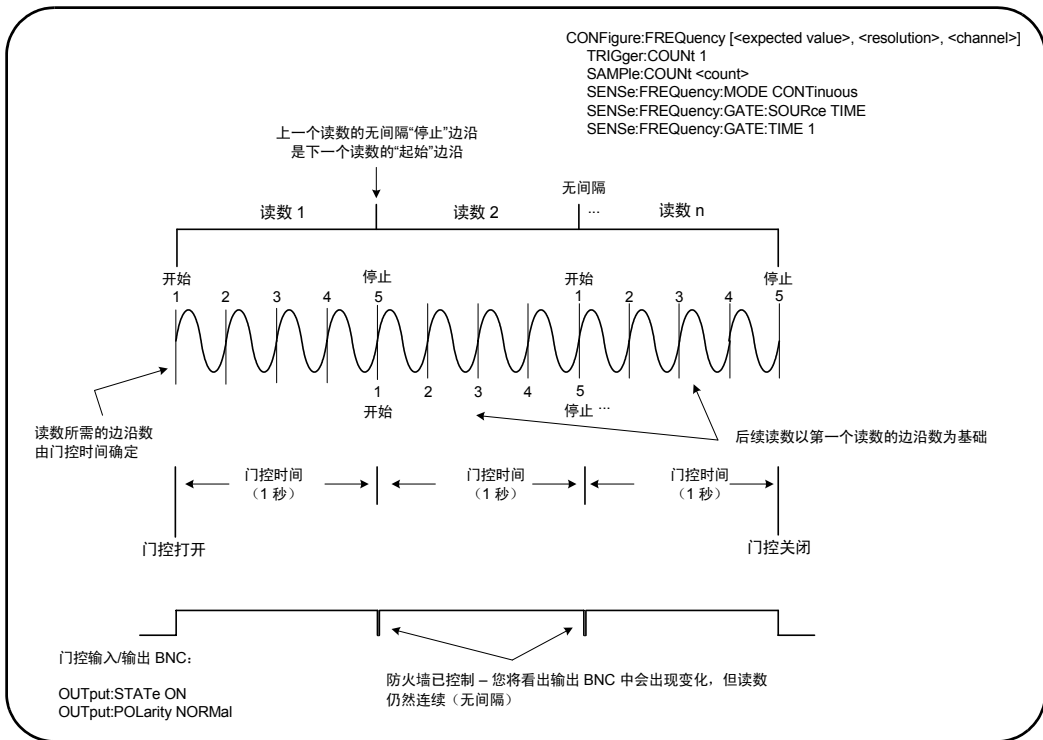 CONFigure:FREQuency [<expected value>, <resolution>, <channel>]
TRIGger:COUNt 1
SAMPle:COUNt <count>
SENSe:FREQuency:MODE CONTinuous
SENSe:FREQuency:GATE:SOURce TIME
SENSe:FREQuency:GATE:TIME 1
上一个读数的无间隔“停止”边沿
是下一个读数的“起始”边沿
无间隔
读数 1
读数 2
...
读数 n
开始
停止
开始
停止
1 2 3 4 5 1 2 3 4 5
1 2 3 4 5
开始
停止 ...
读数所需的边沿数
由门控时间确定
后续读数以第一个读数的边沿数为基础
门控时间
（1 秒）
门控时间
（1 秒）
门控时间
（1 秒）
门控打开
门控关闭
门控输入/输出 BNC：
OUTput:STATe ON
OUTput:POLarity NORMal
防火墙已控制 – 您将看出输出 BNC 中会出现变化，但读数
仍然连续（无间隔）